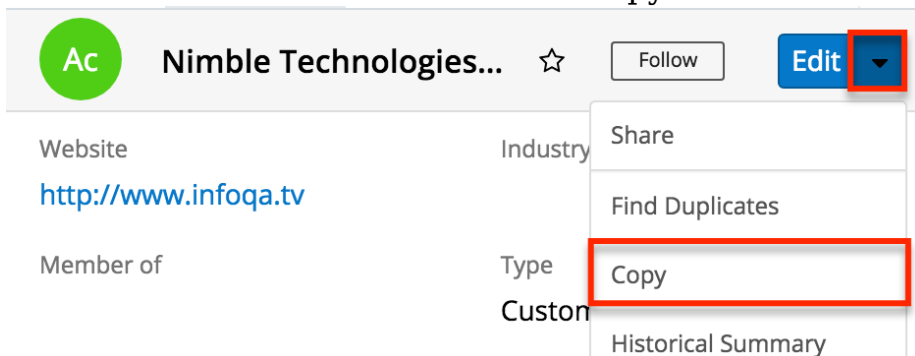 Ac Nimble Technologies... Follow Edit
Share
Website Industry
http://www.infoqa.tv
Find Duplicates
Member of Type
Copy
Custom
Historical Summary